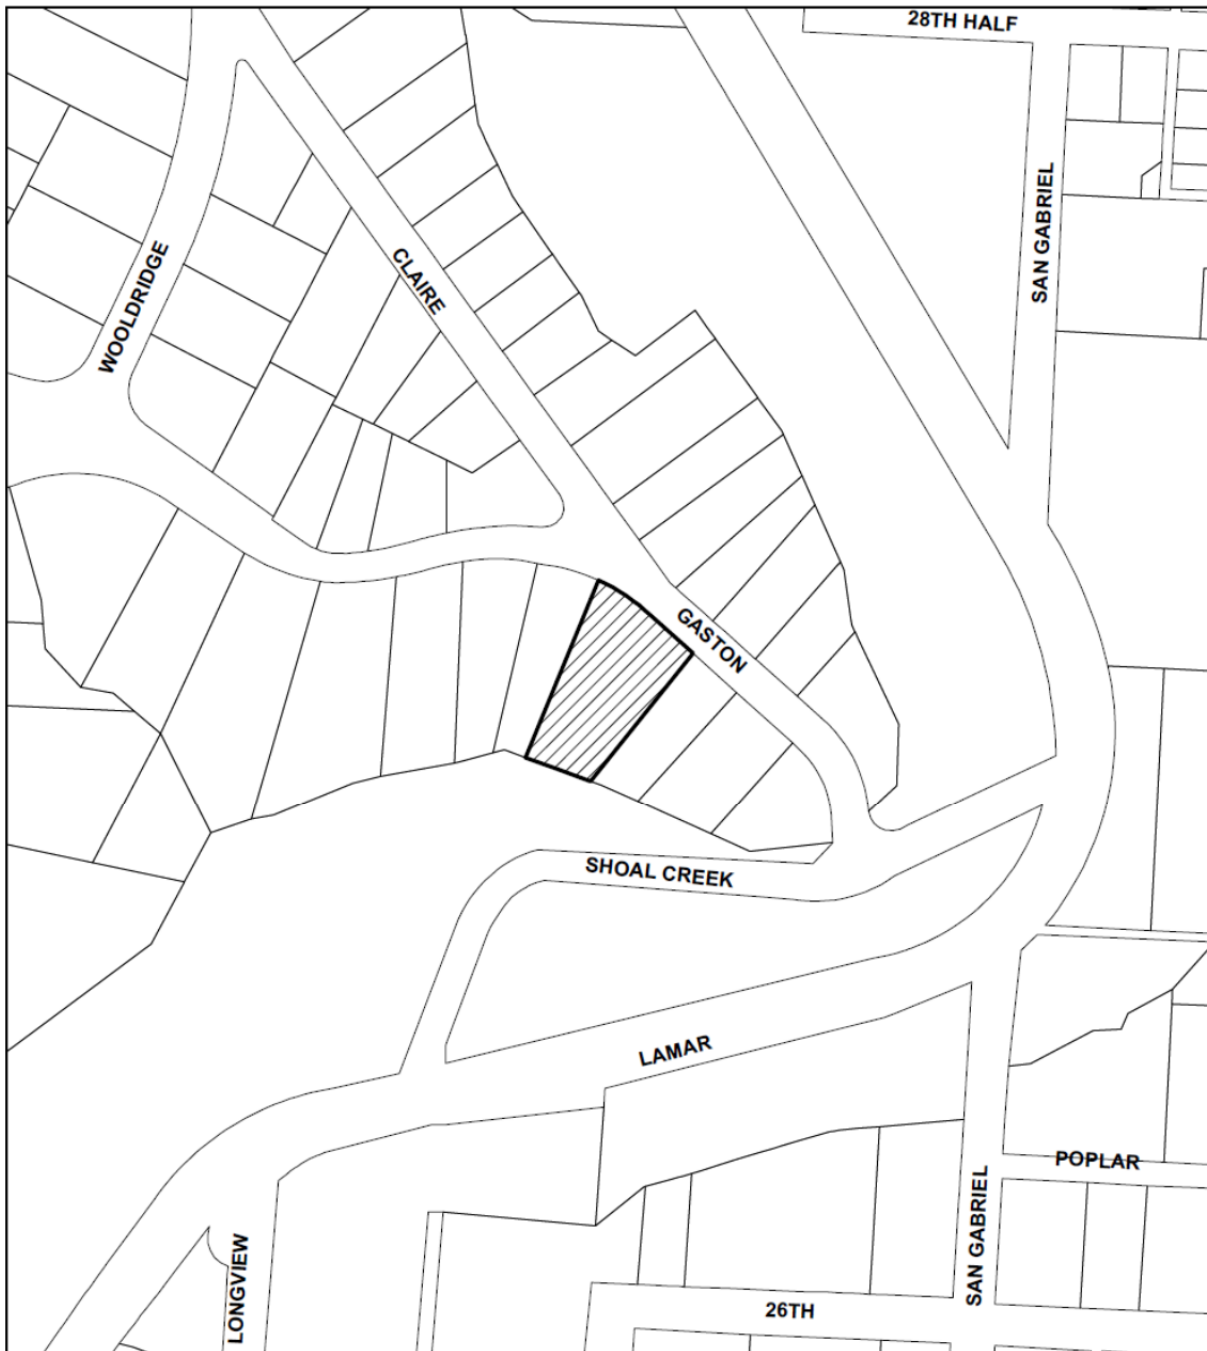 28TH HALF
SAN GABRIEL
WOOLDRIDGE
CLAIRE
GASTON
SHOAL CREEK
LAMAR
POPLAR
SAN GABRIEL
LONGVIEW
26TH